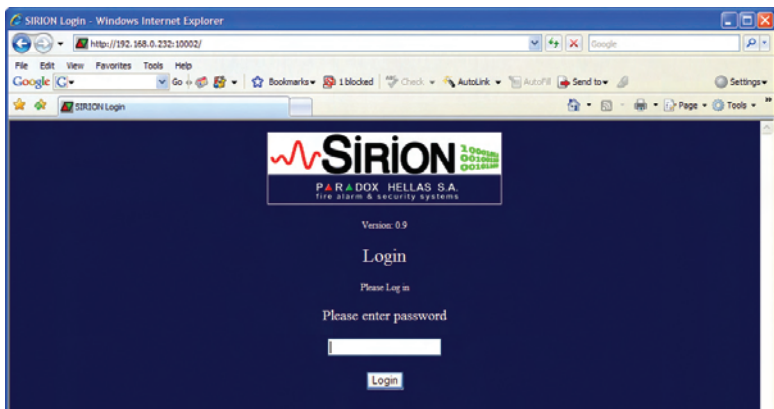 SIRION Login - Windows Internet Explorer
http://192.168.0.232:10002/
Google
File Edit View Favorites Tools Help
Google G Go Bookmarks 1 blocked Check AutoLink AutoFill Send to Settings
SIRION Login Page Tools
SIRION
PARADOX HELLAS S.A.
fire alarm & security systems
Version: 0.9
Login
Please Log in
Please enter password
Login